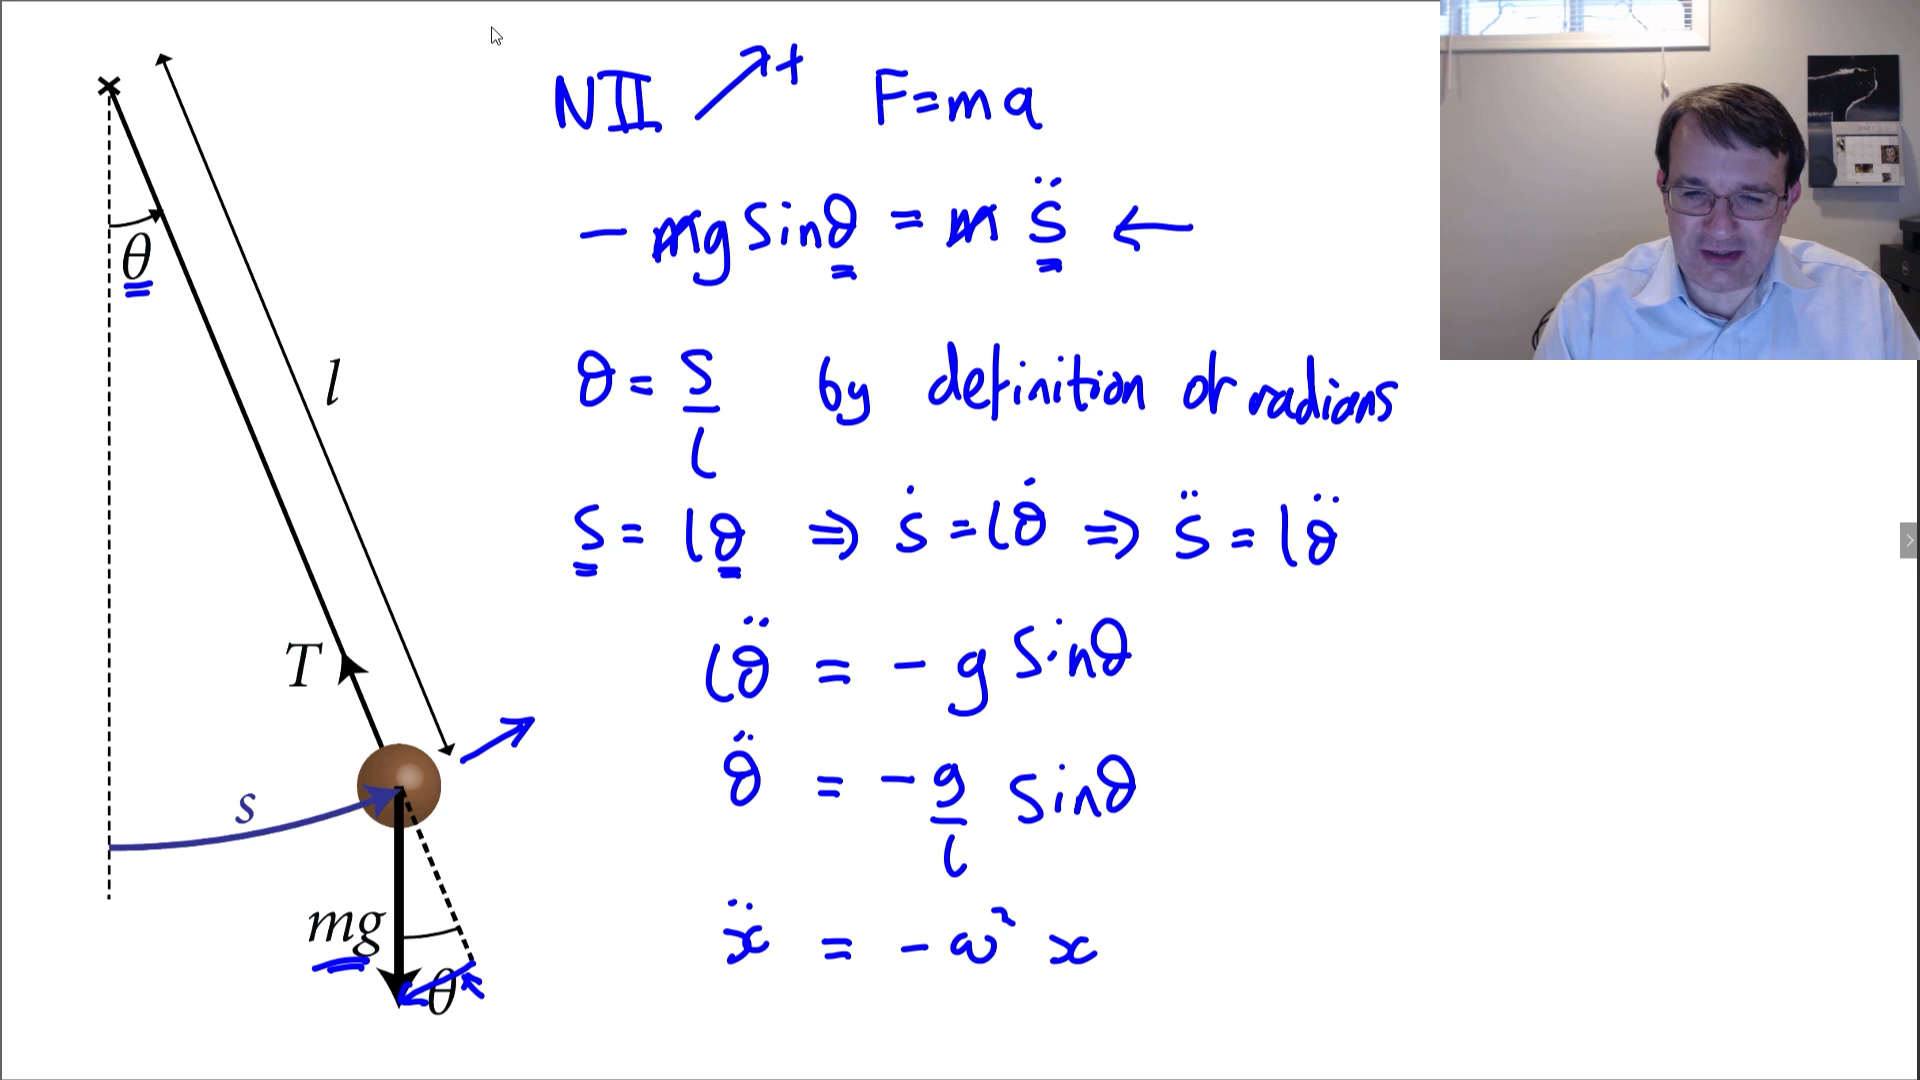 NII ↗+ F=ma
- mg sinθ = m s̈ ←
θ = s/l by definition of radians
s = lθ ⇒ ṡ = lθ̇ ⇒ s̈ = lθ̈
lθ̈ = - g sinθ
θ̈ = - g/l sinθ
ẍ = - ω² x
θ
l
T
s
mg
θ